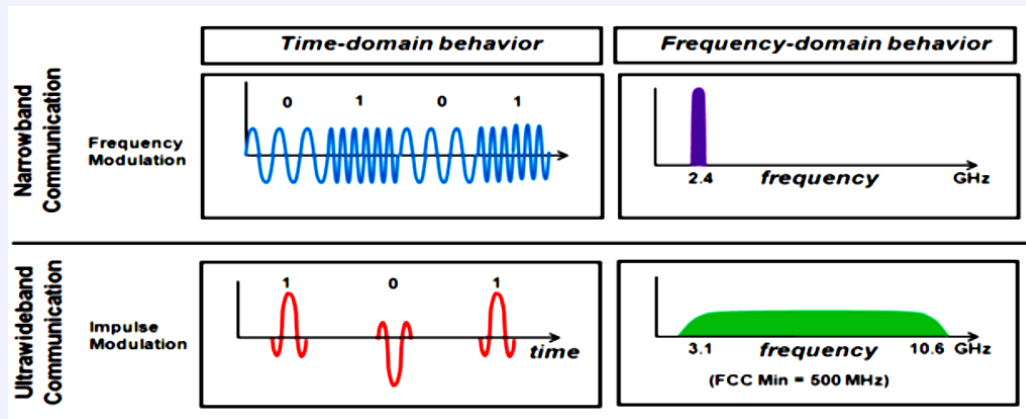 Time-domain behavior
Frequency-domain behavior
Narrowband
Communication
Frequency
Modulation
0 1 0 1
2.4 frequency GHz
Ultrawideband
Communication
Impulse
Modulation
1 0 1
time
3.1 frequency 10.6 GHz
(FCC Min = 500 MHz)